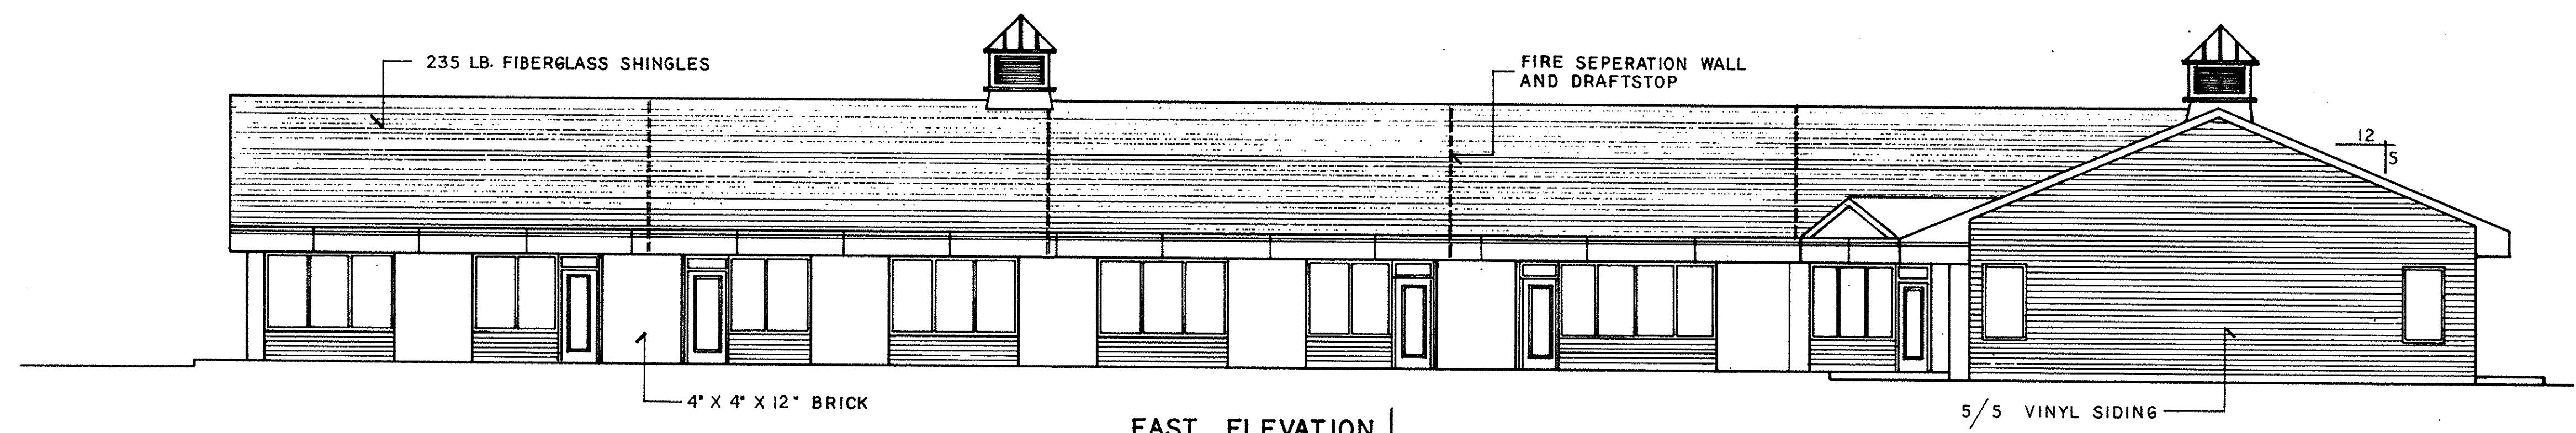 235 LB. FIBERGLASS SHINGLES
FIRE SEPERATION WALL
AND DRAFTSTOP
12
5
4" X 4" X 12" BRICK
5/5 VINYL SIDING
EAST ELEVATION